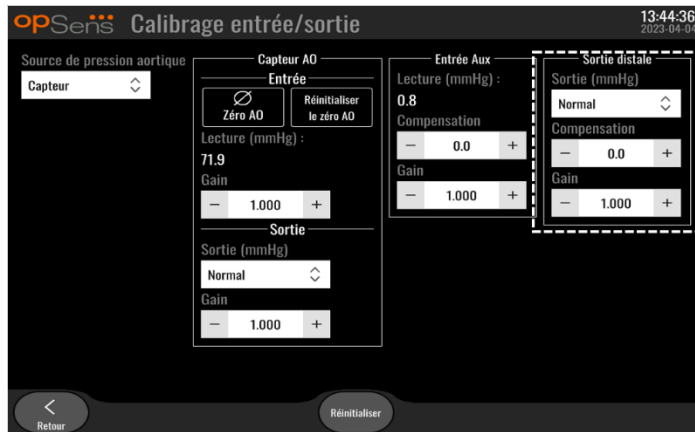 opSens Calibrage entrée/sortie
13:44:36
2023-04-04
Source de pression aortique
Capteur
Capteur AO
Entrée
Zéro AO
Réinitialiser
le zéro AO
Lecture (mmHg) :
71.9
Gain
− 1.000 +
Sortie
Sortie (mmHg)
Normal
Gain
− 1.000 +
Entrée Aux
Lecture (mmHg) :
0.8
Compensation
− 0.0 +
Gain
− 1.000 +
Sortie distale
Sortie (mmHg)
Normal
Compensation
− 0.0 +
Gain
− 1.000 +
Retour
Réinitialiser